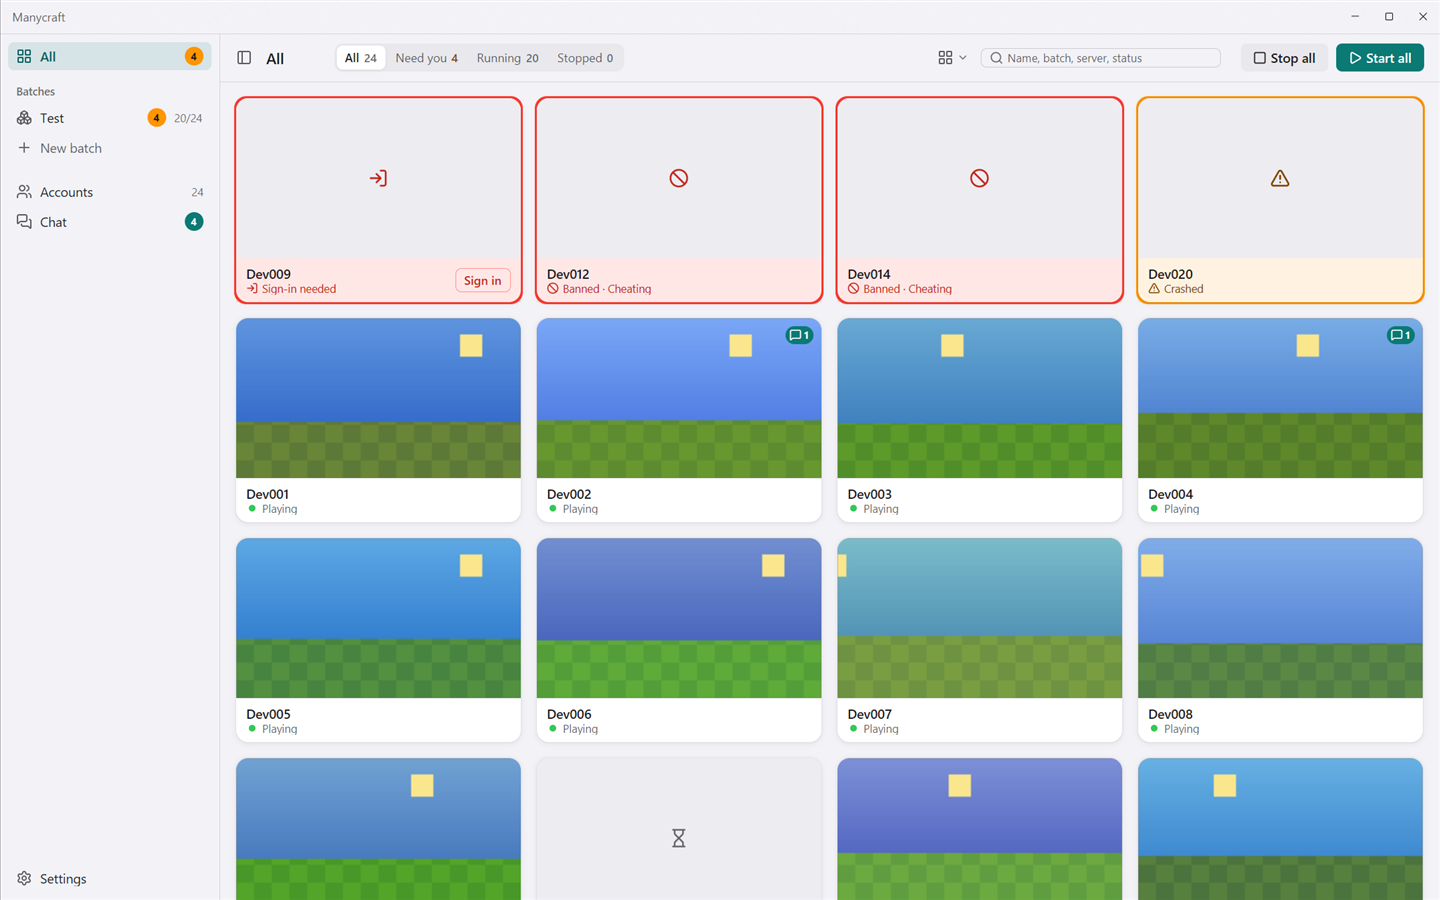 Manycraft
All 4
Batches
Test 4 20/24
New batch
Accounts 24
Chat 4
Settings
All
All 24 Need you 4 Running 20 Stopped 0
Name, batch, server, status
Stop all
Start all
Dev009
Sign-in needed
Sign in
Dev012
Banned · Cheating
Dev014
Banned · Cheating
Dev020
Crashed
Dev001
Playing
1
Dev002
Playing
Dev003
Playing
1
Dev004
Playing
Dev005
Playing
Dev006
Playing
Dev007
Playing
Dev008
Playing